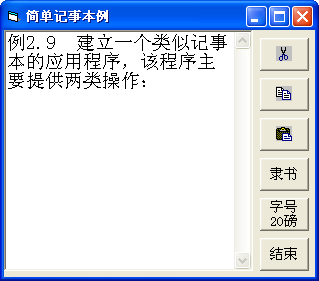 简单记事本例
例2.9  建立一个类似记事
本的应用程序，该程序主
要提供两类操作：
隶书
字号
20磅
结束